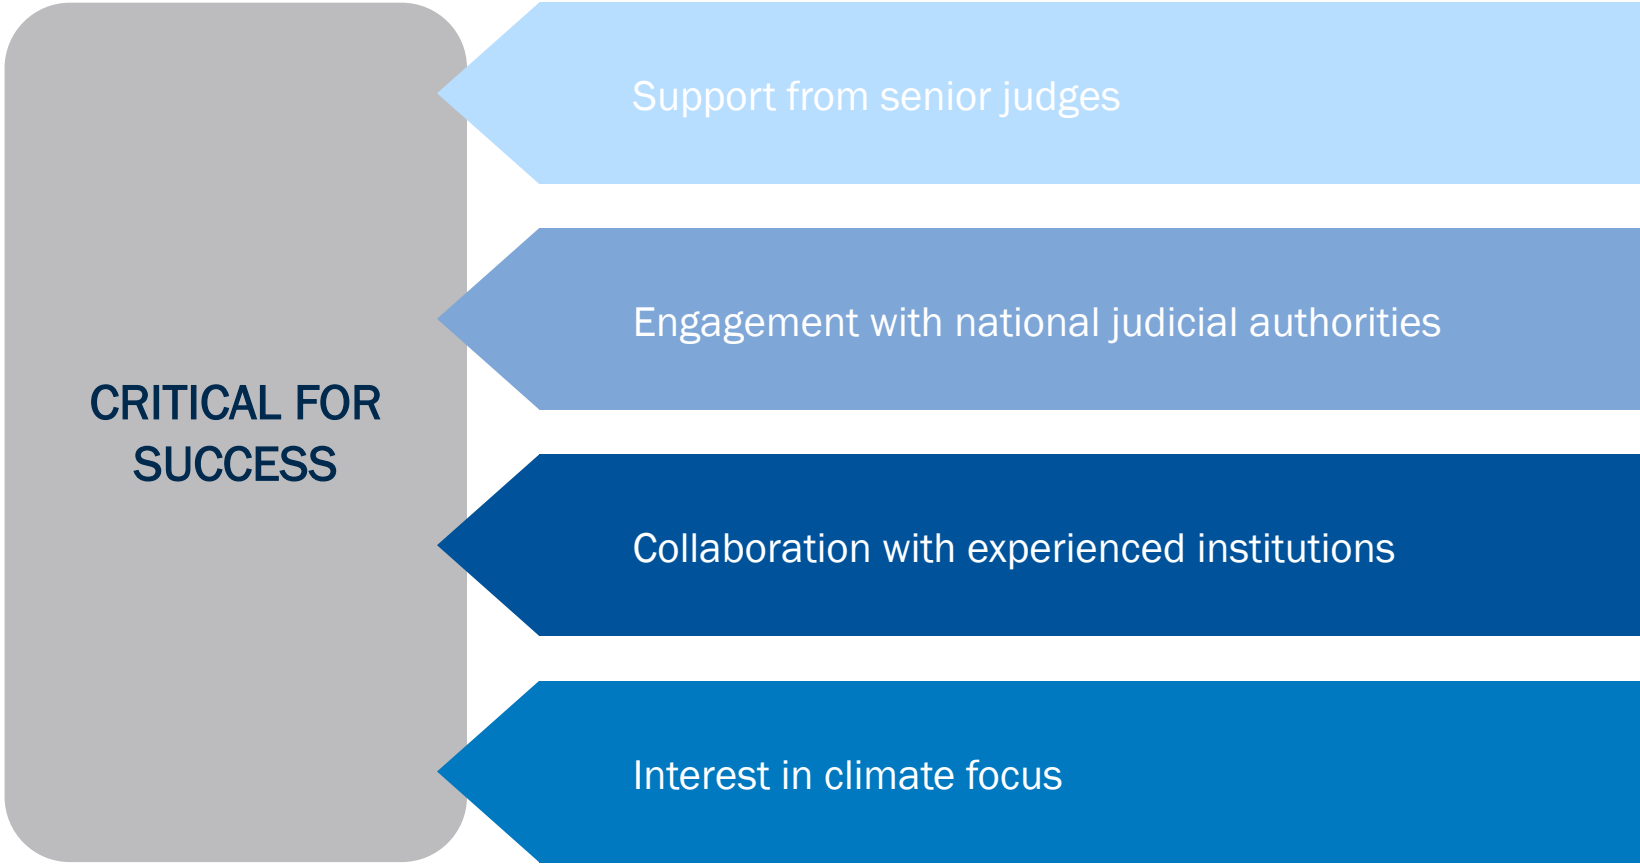 CRITICAL FOR
SUCCESS
Support from senior judges
Engagement with national judicial authorities
Collaboration with experienced institutions
Interest in climate focus